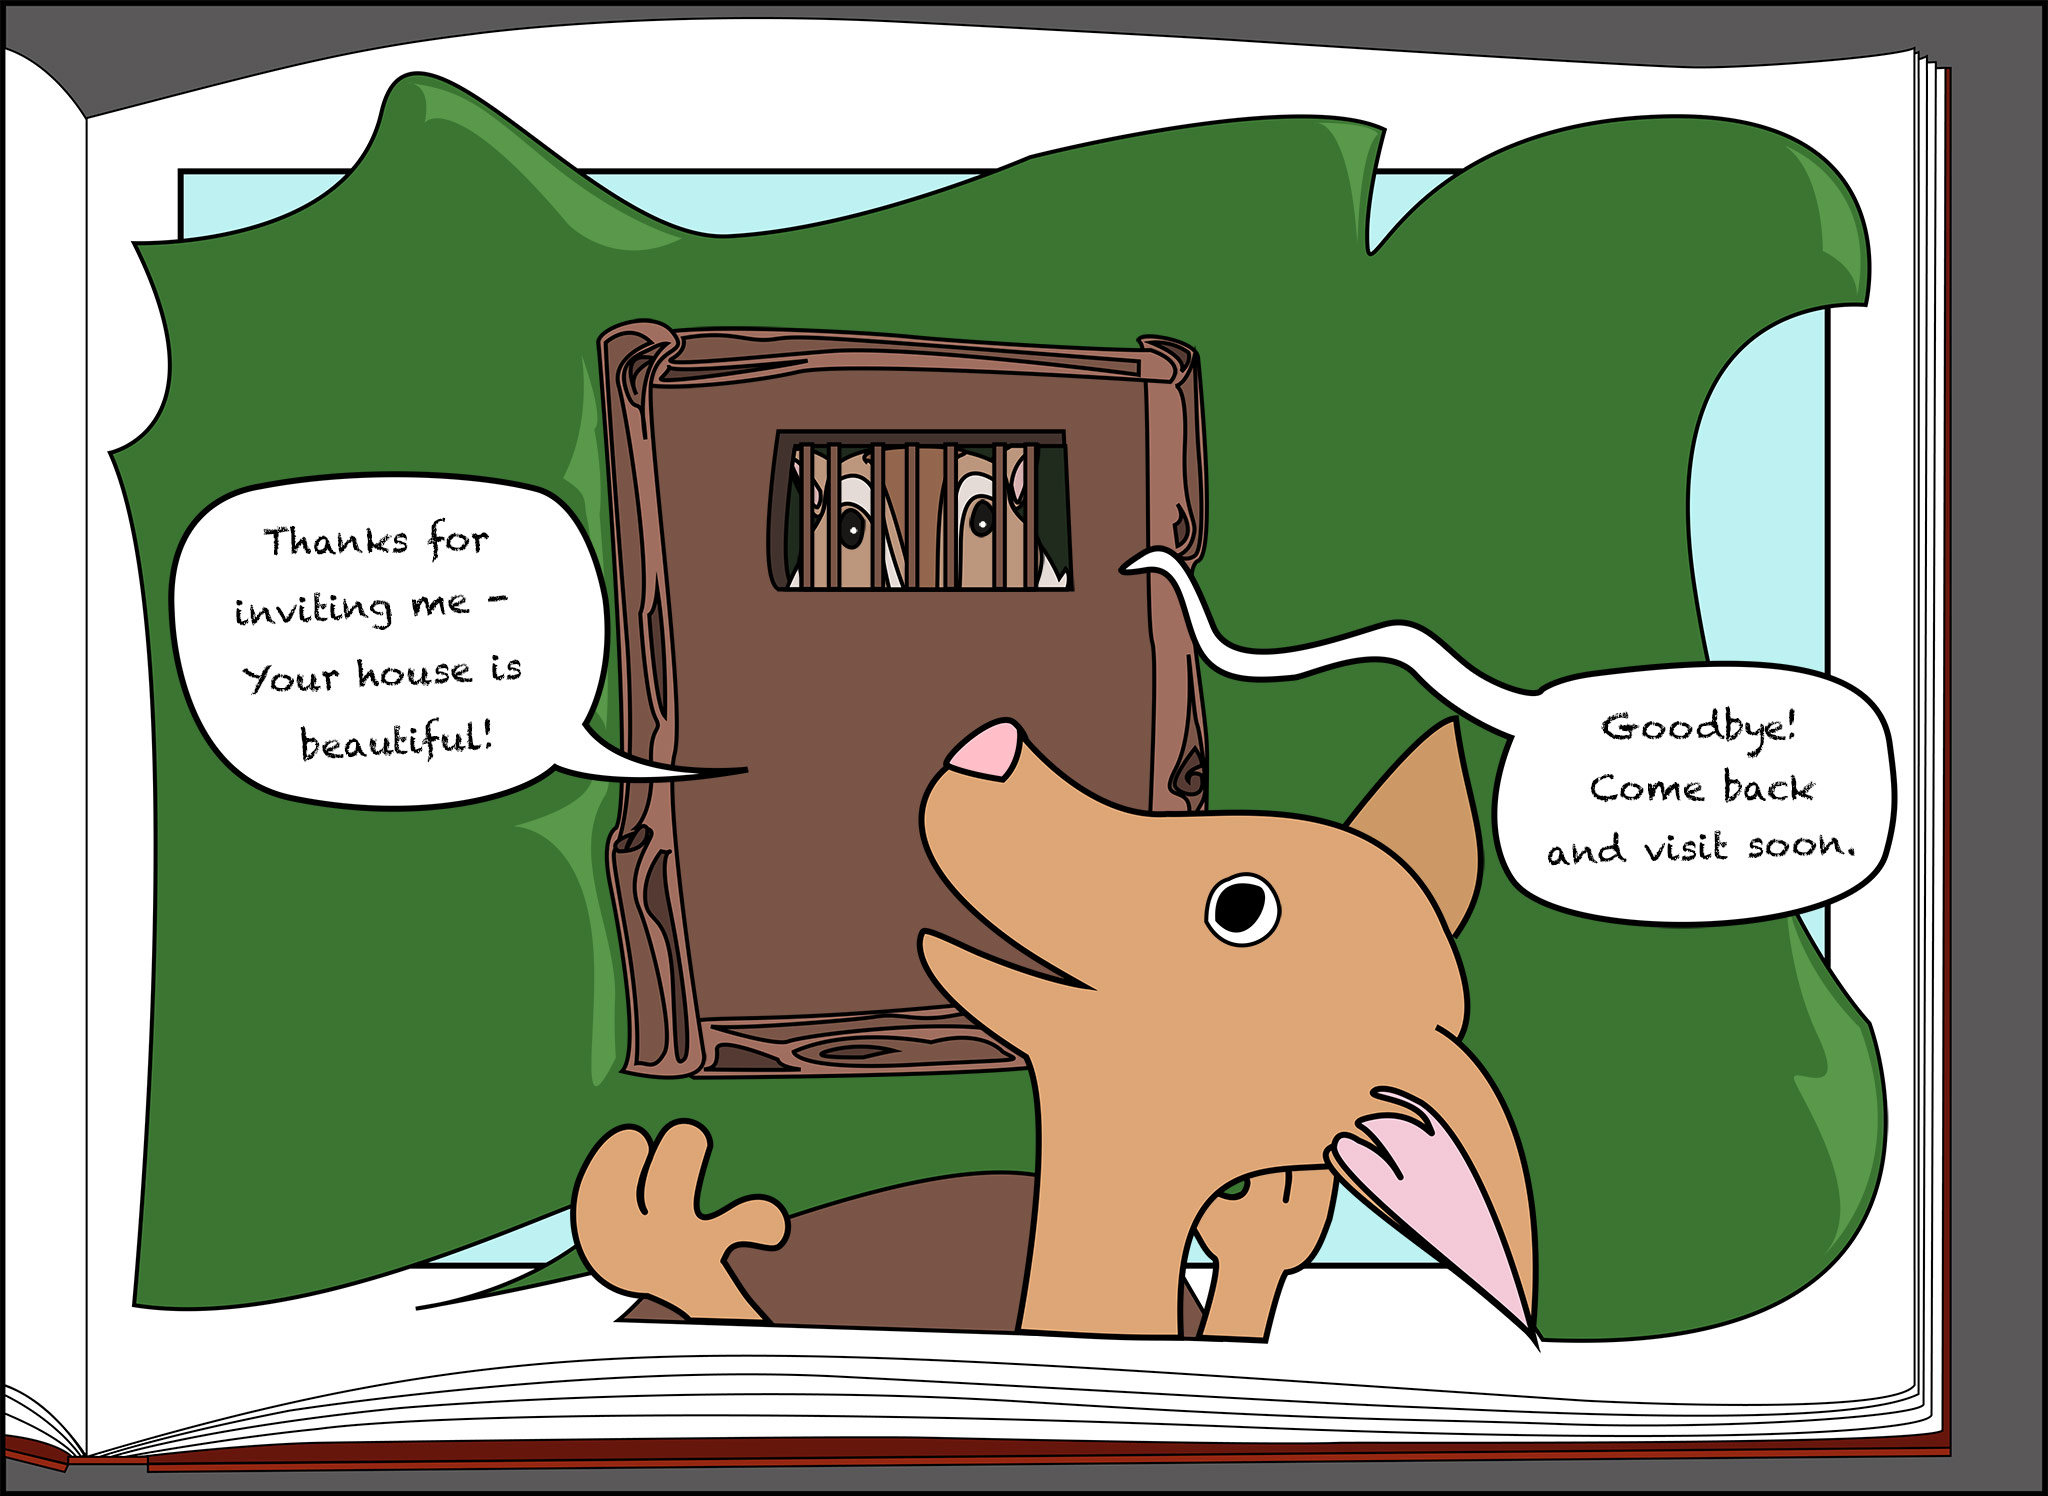 Thanks for
inviting me -
Your house is
beautiful!
Goodbye!
Come back
and visit soon.